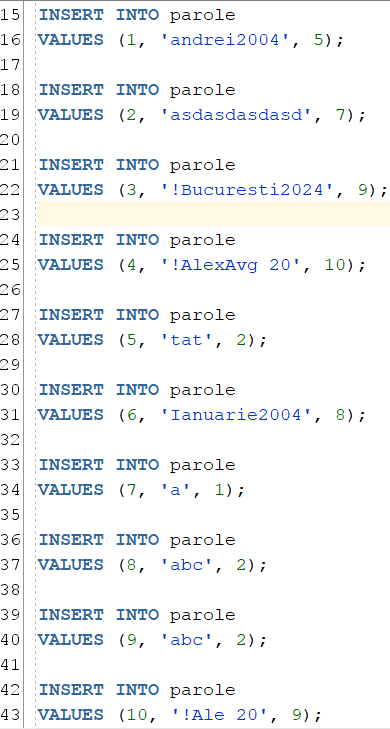 15 INSERT INTO parole
16 VALUES (1, 'andrei2004', 5);
17
18 INSERT INTO parole
19 VALUES (2, 'asdasdasdasd', 7);
20
21 INSERT INTO parole
22 VALUES (3, '!Bucuresti2024', 9);
23
24 INSERT INTO parole
25 VALUES (4, '!AlexAvg 20', 10);
26
27 INSERT INTO parole
28 VALUES (5, 'tat', 2);
29
30 INSERT INTO parole
31 VALUES (6, 'Ianuarie2004', 8);
32
33 INSERT INTO parole
34 VALUES (7, 'a', 1);
35
36 INSERT INTO parole
37 VALUES (8, 'abc', 2);
38
39 INSERT INTO parole
40 VALUES (9, 'abc', 2);
41
42 INSERT INTO parole
43 VALUES (10, '!Ale 20', 9);